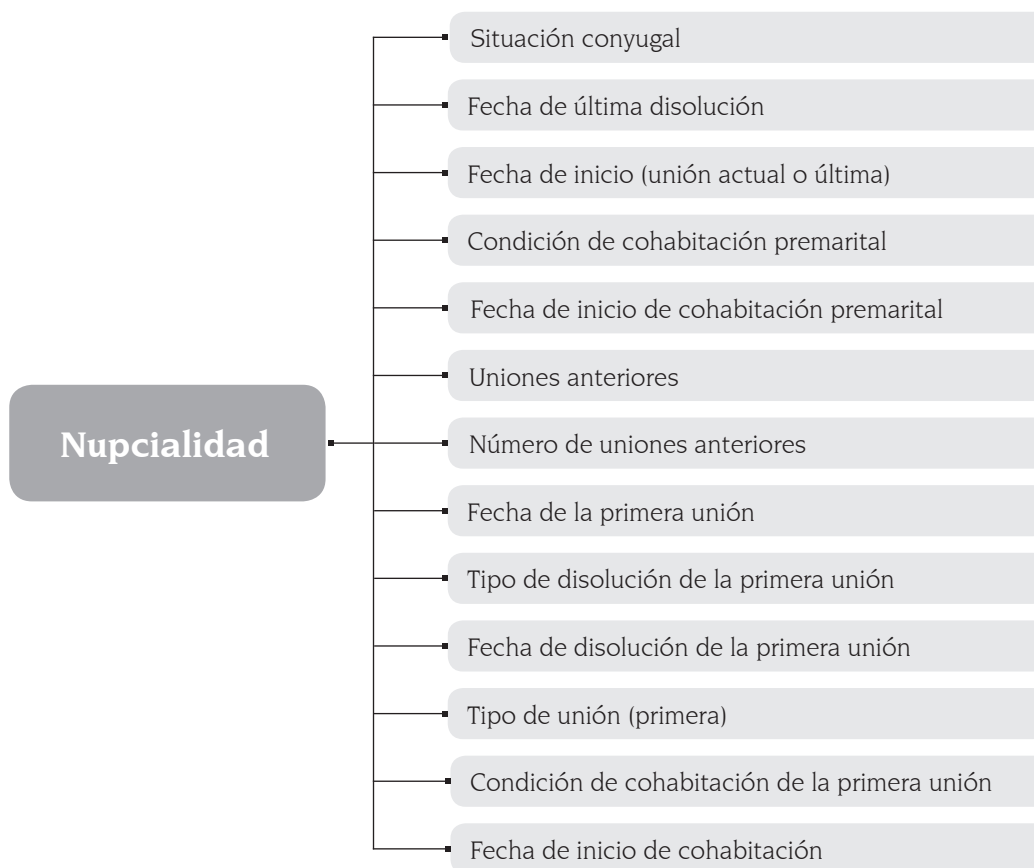 Situación conyugal
Fecha de última disolución
Fecha de inicio (unión actual o última)
Condición de cohabitación premarital
Fecha de inicio de cohabitación premarital
Uniones anteriores
Nupcialidad
Número de uniones anteriores
Fecha de la primera unión
Tipo de disolución de la primera unión
Fecha de disolución de la primera unión
Tipo de unión (primera)
Condición de cohabitación de la primera unión
Fecha de inicio de cohabitación